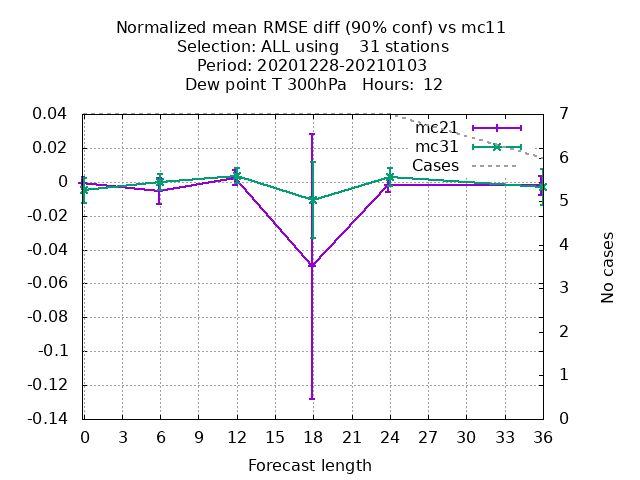 Normalized mean RMSE diff (90% conf) vs mc11
Selection: ALL using    31 stations
Period: 20201228-20210103
Dew point T 300hPa   Hours:  12
mc21
mc31
Cases
0.04
0.02
0
-0.02
-0.04
-0.06
-0.08
-0.1
-0.12
-0.14
7
6
5
4
3
2
1
0
No cases
0 3 6 9 12 15 18 21 24 27 30 33 36
Forecast length